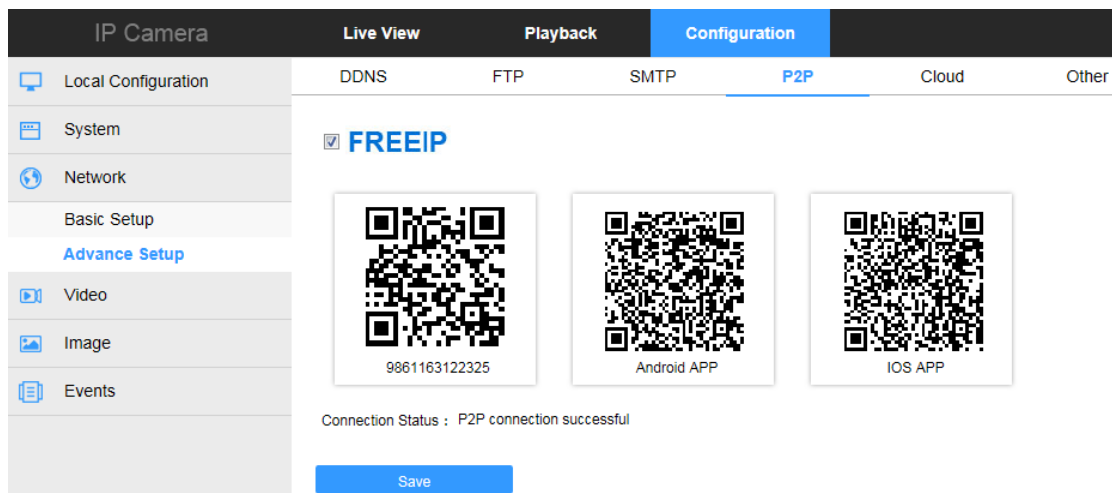 IP Camera
Live View
Playback
Configuration
Local Configuration
System
Network
Basic Setup
Advance Setup
Video
Image
Events
DDNS
FTP
SMTP
P2P
Cloud
Other
FREEIP
9861163122325
Android APP
IOS APP
Connection Status : P2P connection successful
Save